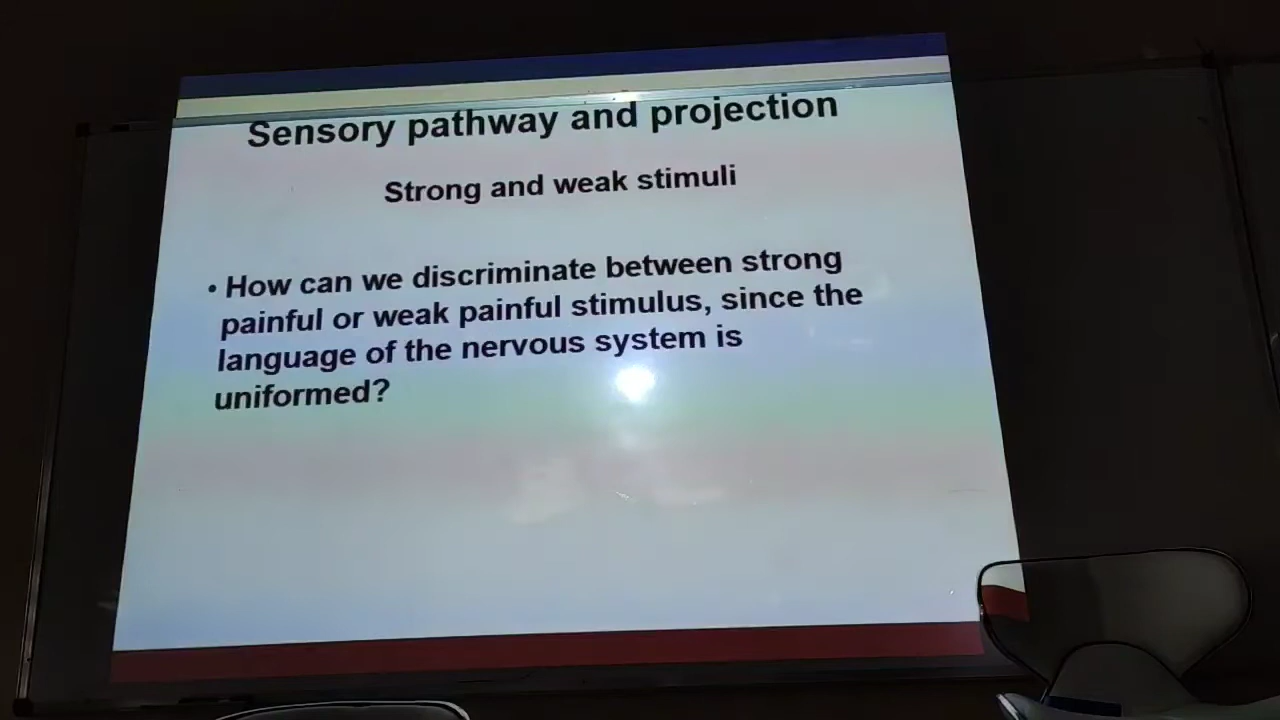 Sensory pathway and projection
Strong and weak stimuli
• How can we discriminate between strong
painful or weak painful stimulus, since the
language of the nervous system is
uniformed?